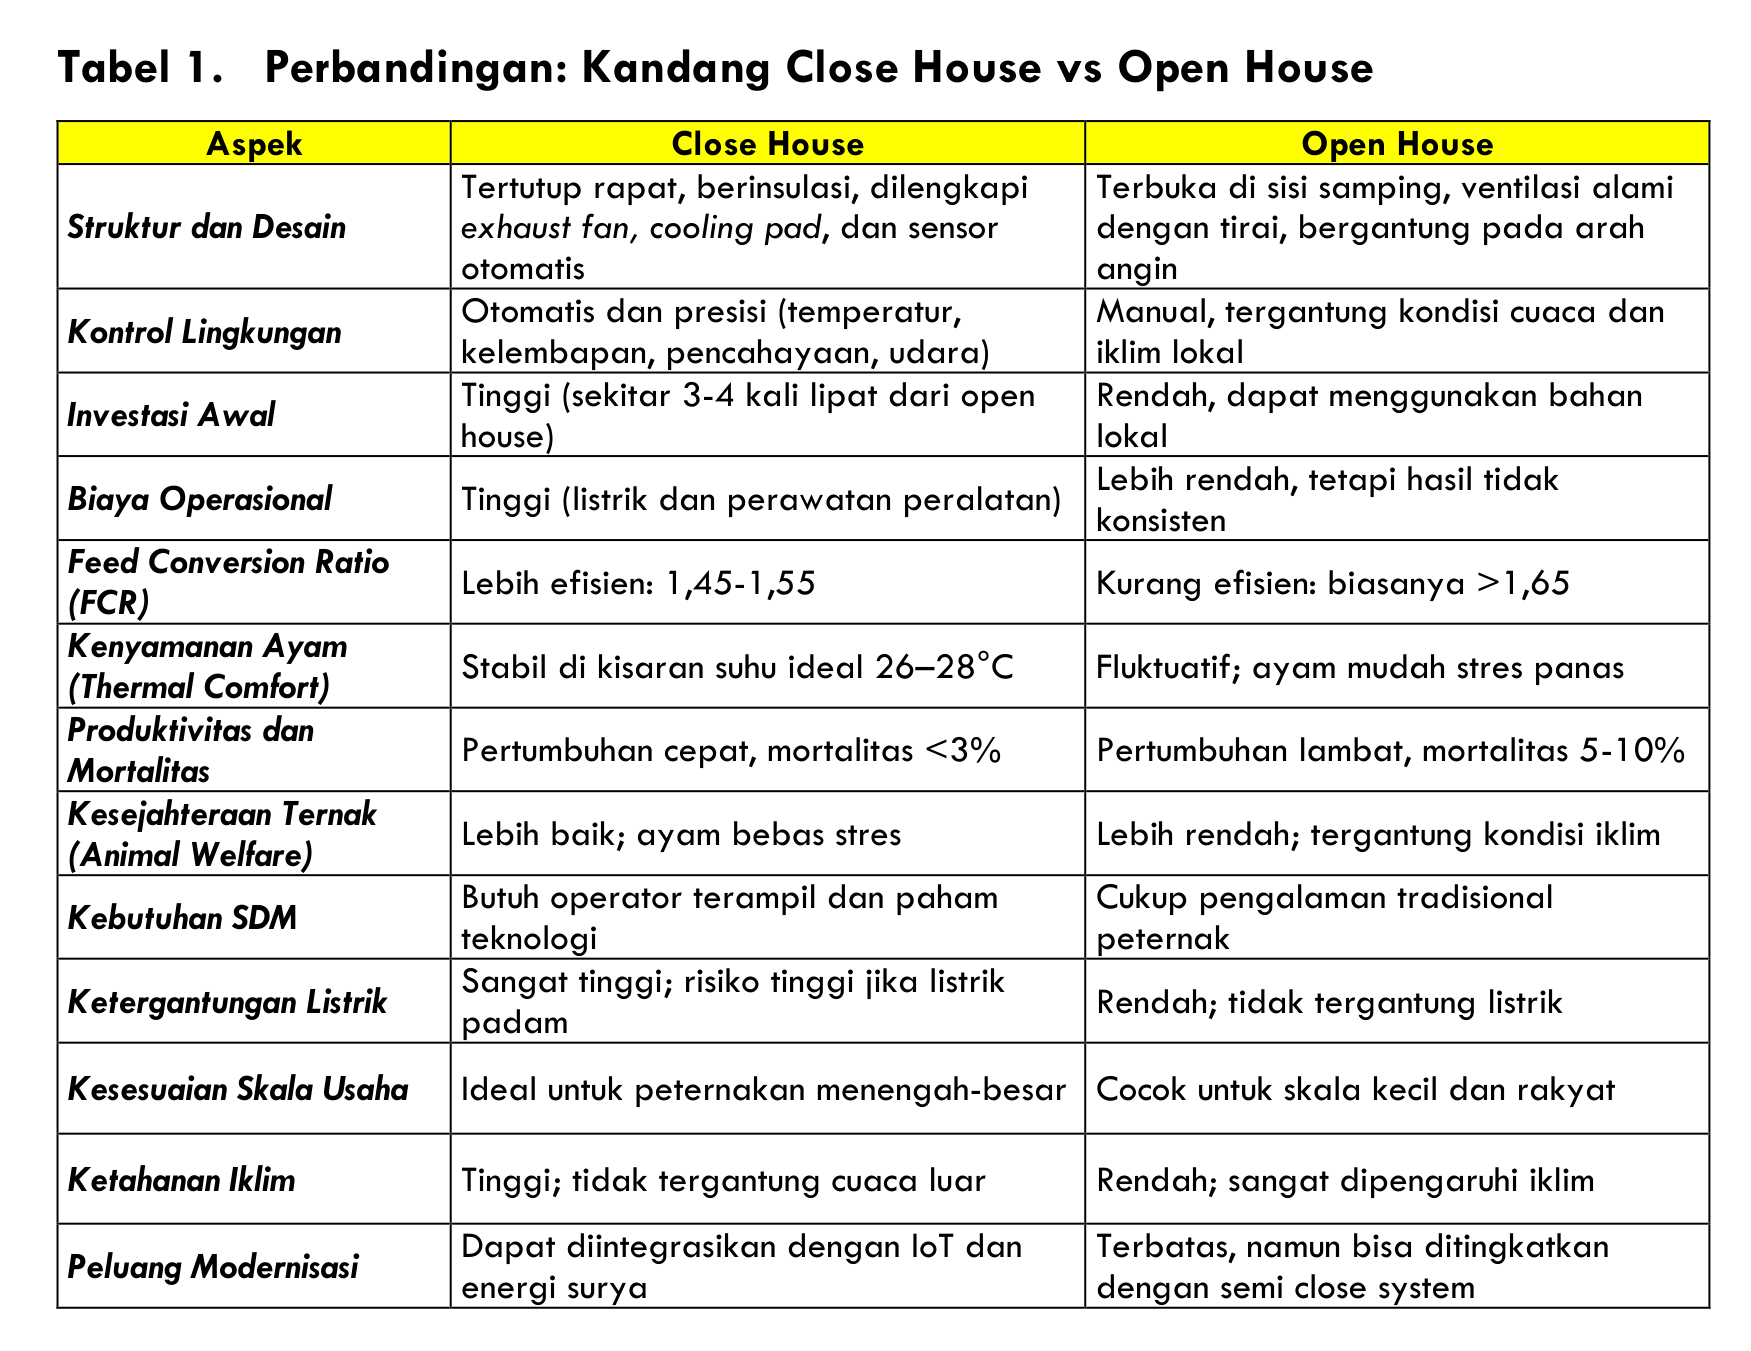 Tabel 1. Perbandingan: Kandang Close House vs Open House
Aspek
Close House
Open House
Struktur dan Desain
Tertutup rapat, berinsulasi, dilengkapi
exhaust fan, cooling pad, dan sensor
otomatis
Terbuka di sisi samping, ventilasi alami
dengan tirai, bergantung pada arah
angin
Kontrol Lingkungan
Otomatis dan presisi (temperatur,
kelembapan, pencahayaan, udara)
Manual, tergantung kondisi cuaca dan
iklim lokal
Investasi Awal
Tinggi (sekitar 3-4 kali lipat dari open
house)
Rendah, dapat menggunakan bahan
lokal
Biaya Operasional
Tinggi (listrik dan perawatan peralatan)
Lebih rendah, tetapi hasil tidak
konsisten
Feed Conversion Ratio
(FCR)
Lebih efisien: 1,45-1,55
Kurang efisien: biasanya >1,65
Kenyamanan Ayam
(Thermal Comfort)
Stabil di kisaran suhu ideal 26–28°C
Fluktuatif; ayam mudah stres panas
Produktivitas dan
Mortalitas
Pertumbuhan cepat, mortalitas <3%
Pertumbuhan lambat, mortalitas 5-10%
Kesejahteraan Ternak
(Animal Welfare)
Lebih baik; ayam bebas stres
Lebih rendah; tergantung kondisi iklim
Kebutuhan SDM
Butuh operator terampil dan paham
teknologi
Cukup pengalaman tradisional
peternak
Ketergantungan Listrik
Sangat tinggi; risiko tinggi jika listrik
padam
Rendah; tidak tergantung listrik
Kesesuaian Skala Usaha
Ideal untuk peternakan menengah-besar
Cocok untuk skala kecil dan rakyat
Ketahanan Iklim
Tinggi; tidak tergantung cuaca luar
Rendah; sangat dipengaruhi iklim
Peluang Modernisasi
Dapat diintegrasikan dengan IoT dan
energi surya
Terbatas, namun bisa ditingkatkan
dengan semi close system